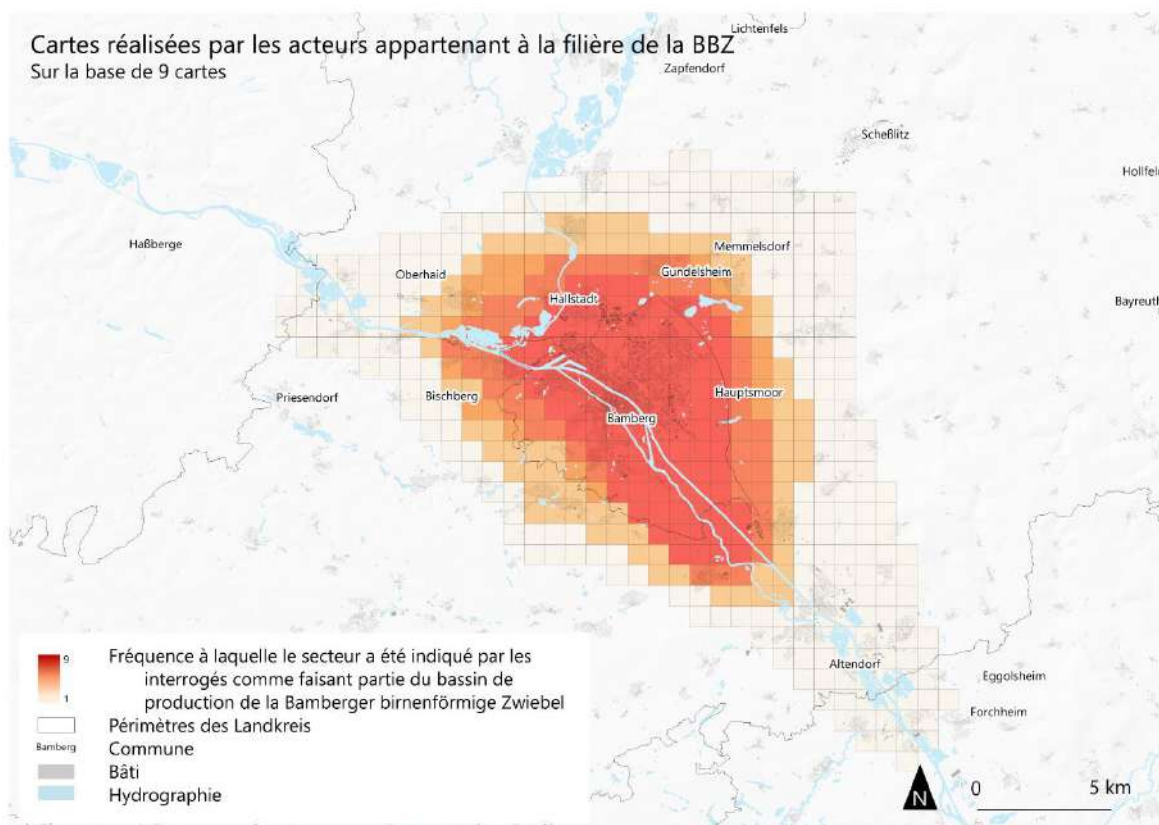 Cartes réalisées par les acteurs appartenant à la filière de la BBZ
Sur la base de 9 cartes
Lichtenfels
Zapfendorf
Scheßlitz
Hollfel
Haßberge
Memmelsdorf
Oberhaid
Gundelsheim
Hallstadt
Bayreuth
Priesendorf
Bischberg
Hauptsmoor
Bamberg
Altendorf
Eggolsheim
Forchheim
9
1
Fréquence à laquelle le secteur a été indiqué par les
interrogés comme faisant partie du bassin de
production de la Bamberger birnenförmige Zwiebel
Périmètres des Landkreis
Bamberg Commune
Bâti
Hydrographie
N
0 5 km